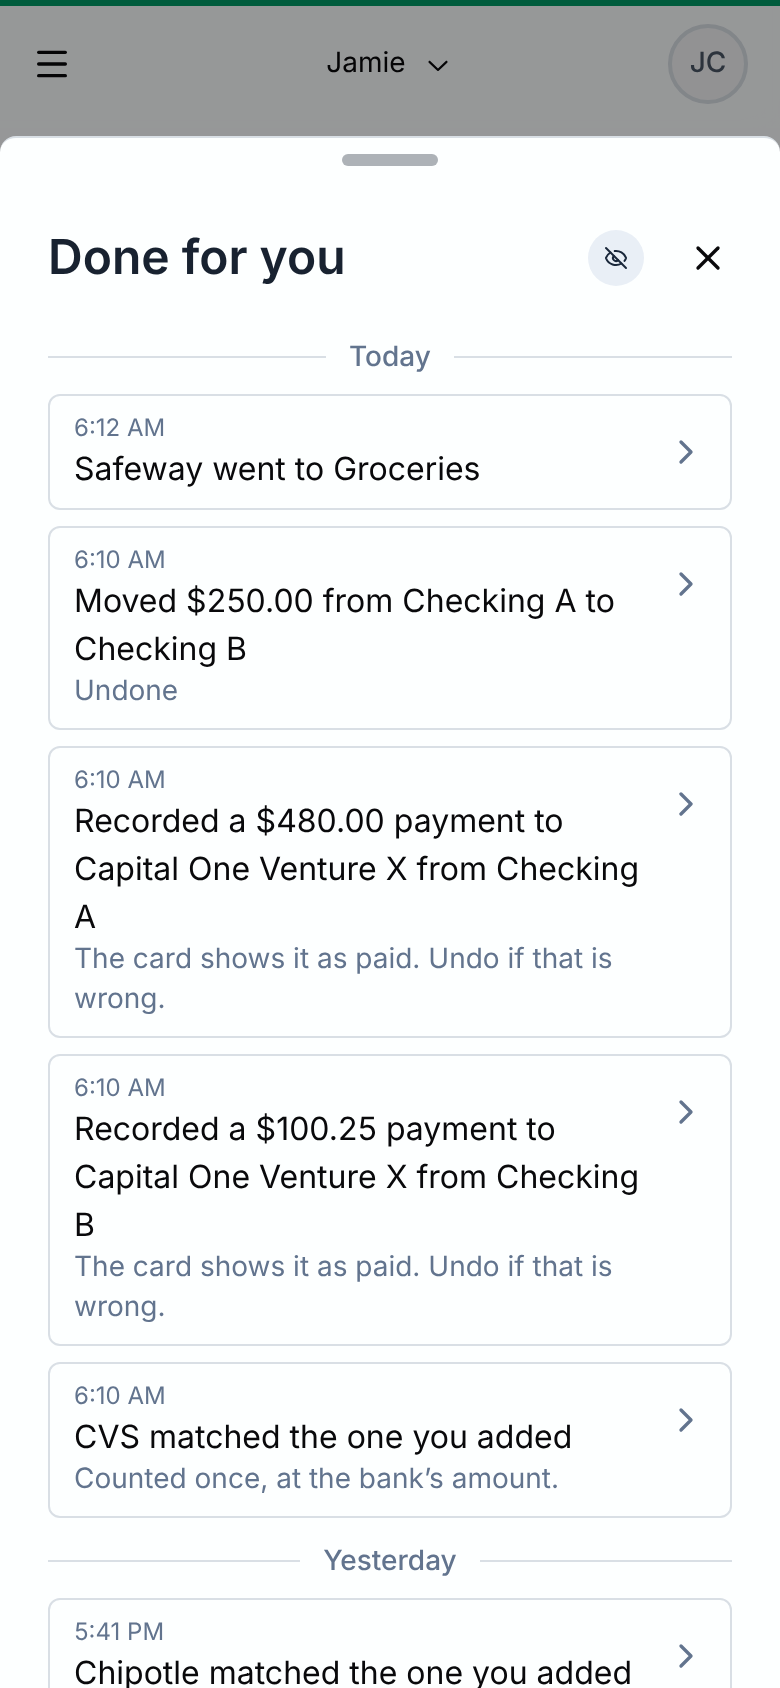 Jamie
JC
Done for you
Today
6:12 AM
Safeway went to Groceries
6:10 AM
Moved $250.00 from Checking A to
Checking B
Undone
6:10 AM
Recorded a $480.00 payment to
Capital One Venture X from Checking
A
The card shows it as paid. Undo if that is
wrong.
6:10 AM
Recorded a $100.25 payment to
Capital One Venture X from Checking
B
The card shows it as paid. Undo if that is
wrong.
6:10 AM
CVS matched the one you added
Counted once, at the bank’s amount.
Yesterday
5:41 PM
Chipotle matched the one you added